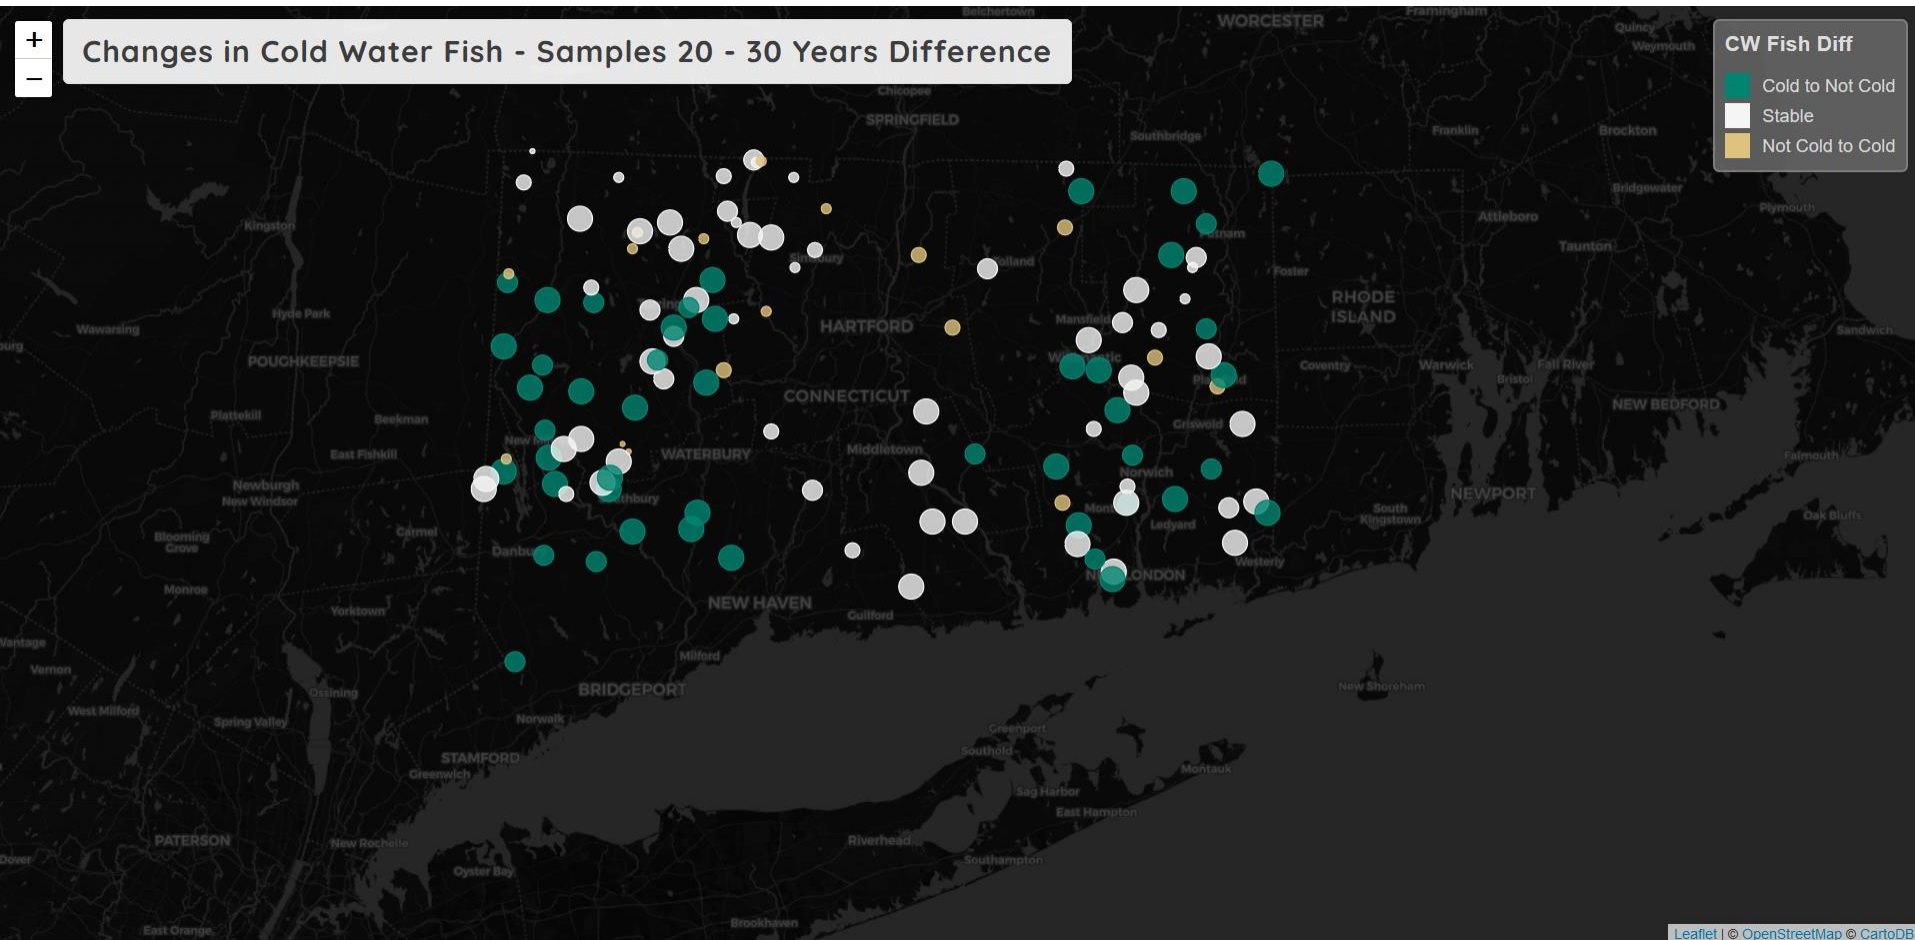 +
−
Changes in Cold Water Fish - Samples 20 - 30 Years Difference
CW Fish Diff
Cold to Not Cold
Stable
Not Cold to Cold
Belchertown
WORCESTER
Framingham
Quincy
Weymouth
Chicopee
SPRINGFIELD
Southbridge
Franklin
Brockton
Bridgewater
Plymouth
Kingston
Attleboro
Taunton
Tolland
Foster
Hyde Park
RHODE
ISLAND
Wawarsing
HARTFORD
Mansfield
Sandwich
POUGHKEEPSIE
Coventry
Warwick
Fall River
Bristol
CONNECTICUT
NEW BEDFORD
Plattekill
Beekman
Griswold
East Fishkill
WATERBURY
Middletown
Falmouth
Newburgh
New Windsor
Norwich
NEWPORT
South
Kingstown
Oak Bluffs
Ledyard
Carmel
Blooming
Grove
Westerly
Monroe
Yorktown
NEW HAVEN
Guilford
Vernon
Milford
Ossining
BRIDGEPORT
New Shoreham
West Milford
Spring Valley
Norwalk
Greenport
Southold
STAMFORD
Greenwich
Montauk
Sag Harbor
East Hampton
PATERSON
New Rochelle
Riverhead
Dover
Southampton
Oyster Bay
Brookhaven
East Orange
Leaflet | © OpenStreetMap © CartoDB